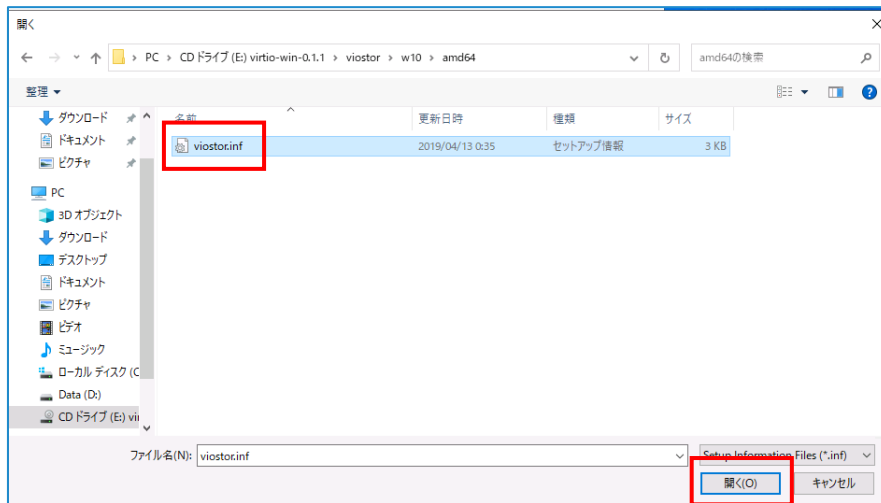 開く
PC > CD ドライブ (E:) virtio-win-0.1.1 > viostor > w10 > amd64
amd64の検索
整理
名前 更新日時 種類 サイズ
viostor.inf 2019/04/13 0:35 セットアップ情報 3 KB
ダウンロード
ドキュメント
ピクチャ
PC
3D オブジェクト
ダウンロード
デスクトップ
ドキュメント
ピクチャ
ビデオ
ミュージック
ローカル ディスク (C
Data (D:)
CD ドライブ (E:) vii
ファイル名(N): viostor.inf
Setup Information Files (*.inf)
開く(O) キャンセル